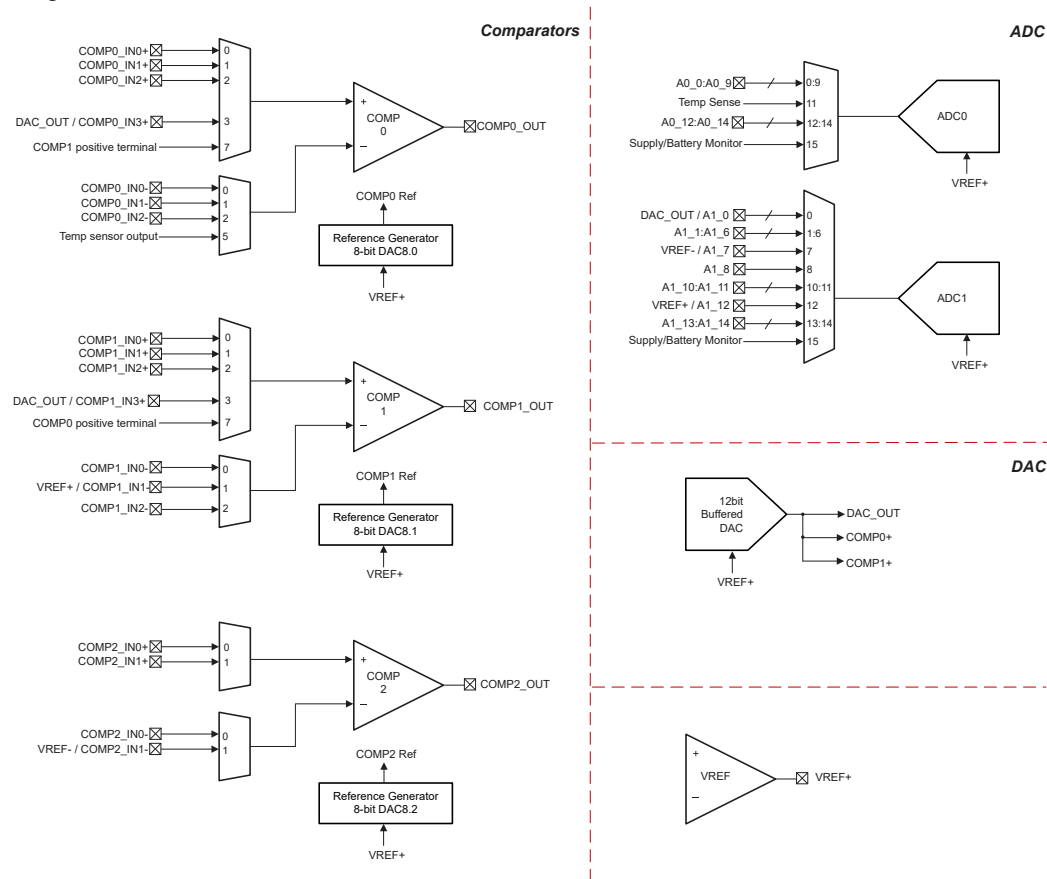 Comparators
COMP0_IN0+
0
COMP0_IN1+
1
COMP0_IN2+
2
DAC_OUT / COMP0_IN3+
3
COMP1 positive terminal
7
+
COMP
0
–
COMP0_OUT
COMP0_IN0-
0
COMP0_IN1-
1
COMP0_IN2-
2
Temp sensor output
5
COMP0 Ref
Reference Generator
8-bit DAC8.0
VREF+
COMP1_IN0+
0
COMP1_IN1+
1
COMP1_IN2+
2
DAC_OUT / COMP1_IN3+
3
COMP0 positive terminal
7
+
COMP
1
–
COMP1_OUT
COMP1_IN0-
0
VREF+ / COMP1_IN1-
1
COMP1_IN2-
2
COMP1 Ref
Reference Generator
8-bit DAC8.1
VREF+
COMP2_IN0+
0
COMP2_IN1+
1
+
COMP
2
–
COMP2_OUT
COMP2_IN0-
0
VREF- / COMP2_IN1-
1
COMP2 Ref
Reference Generator
8-bit DAC8.2
VREF+
ADC
A0_0:A0_9
0:9
Temp Sense
11
A0_12:A0_14
12:14
Supply/Battery Monitor
15
ADC0
VREF+
DAC_OUT / A1_0
0
A1_1:A1_6
1:6
VREF- / A1_7
7
A1_8
8
A1_10:A1_11
10:11
VREF+ / A1_12
12
A1_13:A1_14
13:14
Supply/Battery Monitor
15
ADC1
VREF+
DAC
12bit
Buffered
DAC
VREF+
DAC_OUT
COMP0+
COMP1+
+
VREF
–
VREF+